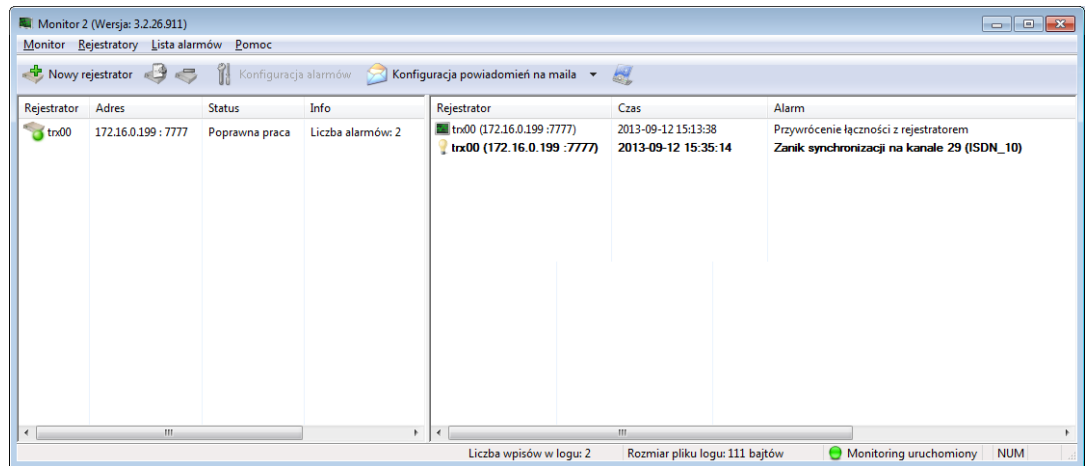 Monitor 2 (Wersja: 3.2.26.911)
Monitor Rejestratory Lista alarmów Pomoc
Nowy rejestrator Konfiguracja alarmów Konfiguracja powiadomień na maila
Rejestrator Adres Status Info
trx00 172.16.0.199 : 7777 Poprawna praca Liczba alarmów: 2
Rejestrator Czas Alarm
trx00 (172.16.0.199 :7777) 2013-09-12 15:13:38 Przywrócenie łączności z rejestratorem
trx00 (172.16.0.199 :7777) 2013-09-12 15:35:14 Zanik synchronizacji na kanale 29 (ISDN_10)
Liczba wpisów w logu: 2 Rozmiar pliku logu: 111 bajtów Monitoring uruchomiony NUM